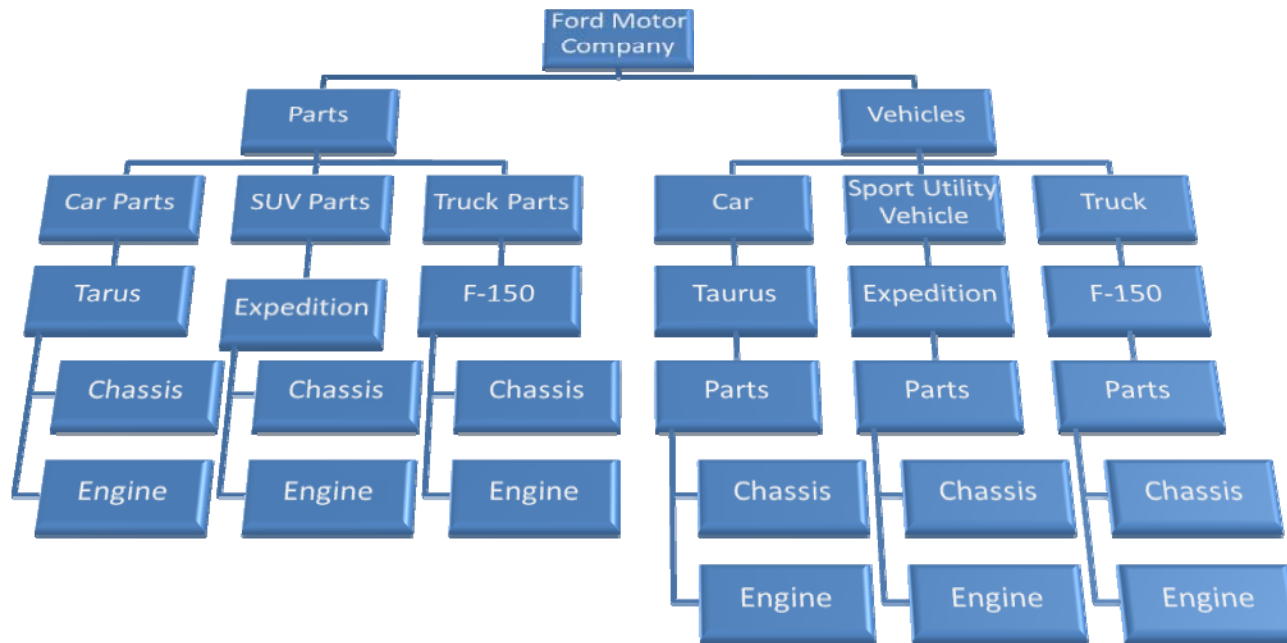 Ford Motor
Company
Parts
Vehicles
Car Parts
SUV Parts
Truck Parts
Car
Sport Utility
Vehicle
Truck
Tarus
Expedition
F-150
Taurus
Expedition
F-150
Chassis
Chassis
Chassis
Parts
Parts
Parts
Engine
Engine
Engine
Chassis
Chassis
Chassis
Engine
Engine
Engine